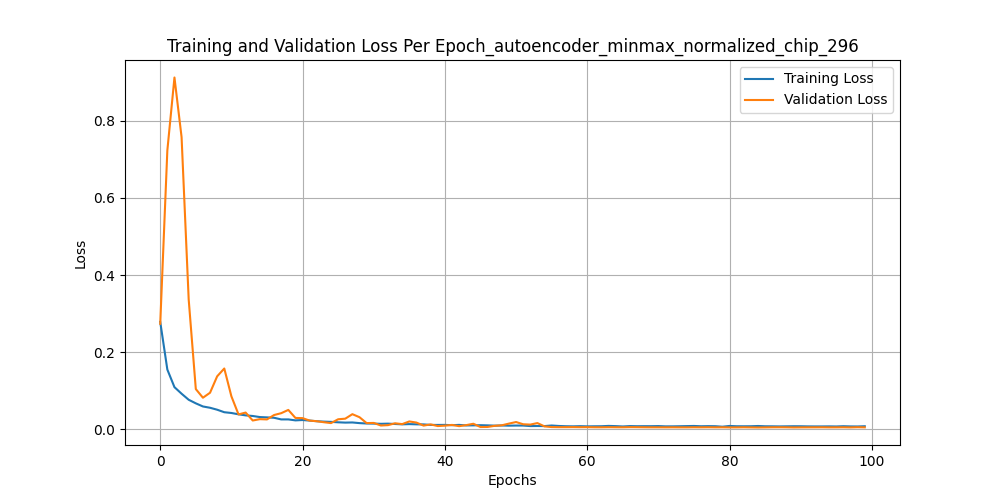 Training and Validation Loss Per Epoch_autoencoder_minmax_normalized_chip_296
Training Loss
Validation Loss
0.8
0.6
0.4
0.2
0.0
Loss
0 20 40 60 80 100
Epochs